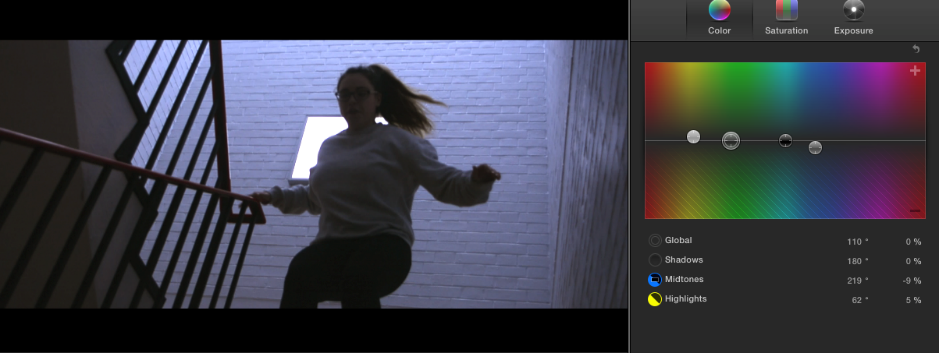 Color Saturation Exposure
Global 110 ° 0 %
Shadows 180 ° 0 %
Midtones 219 ° -9 %
Highlights 62 ° 5 %